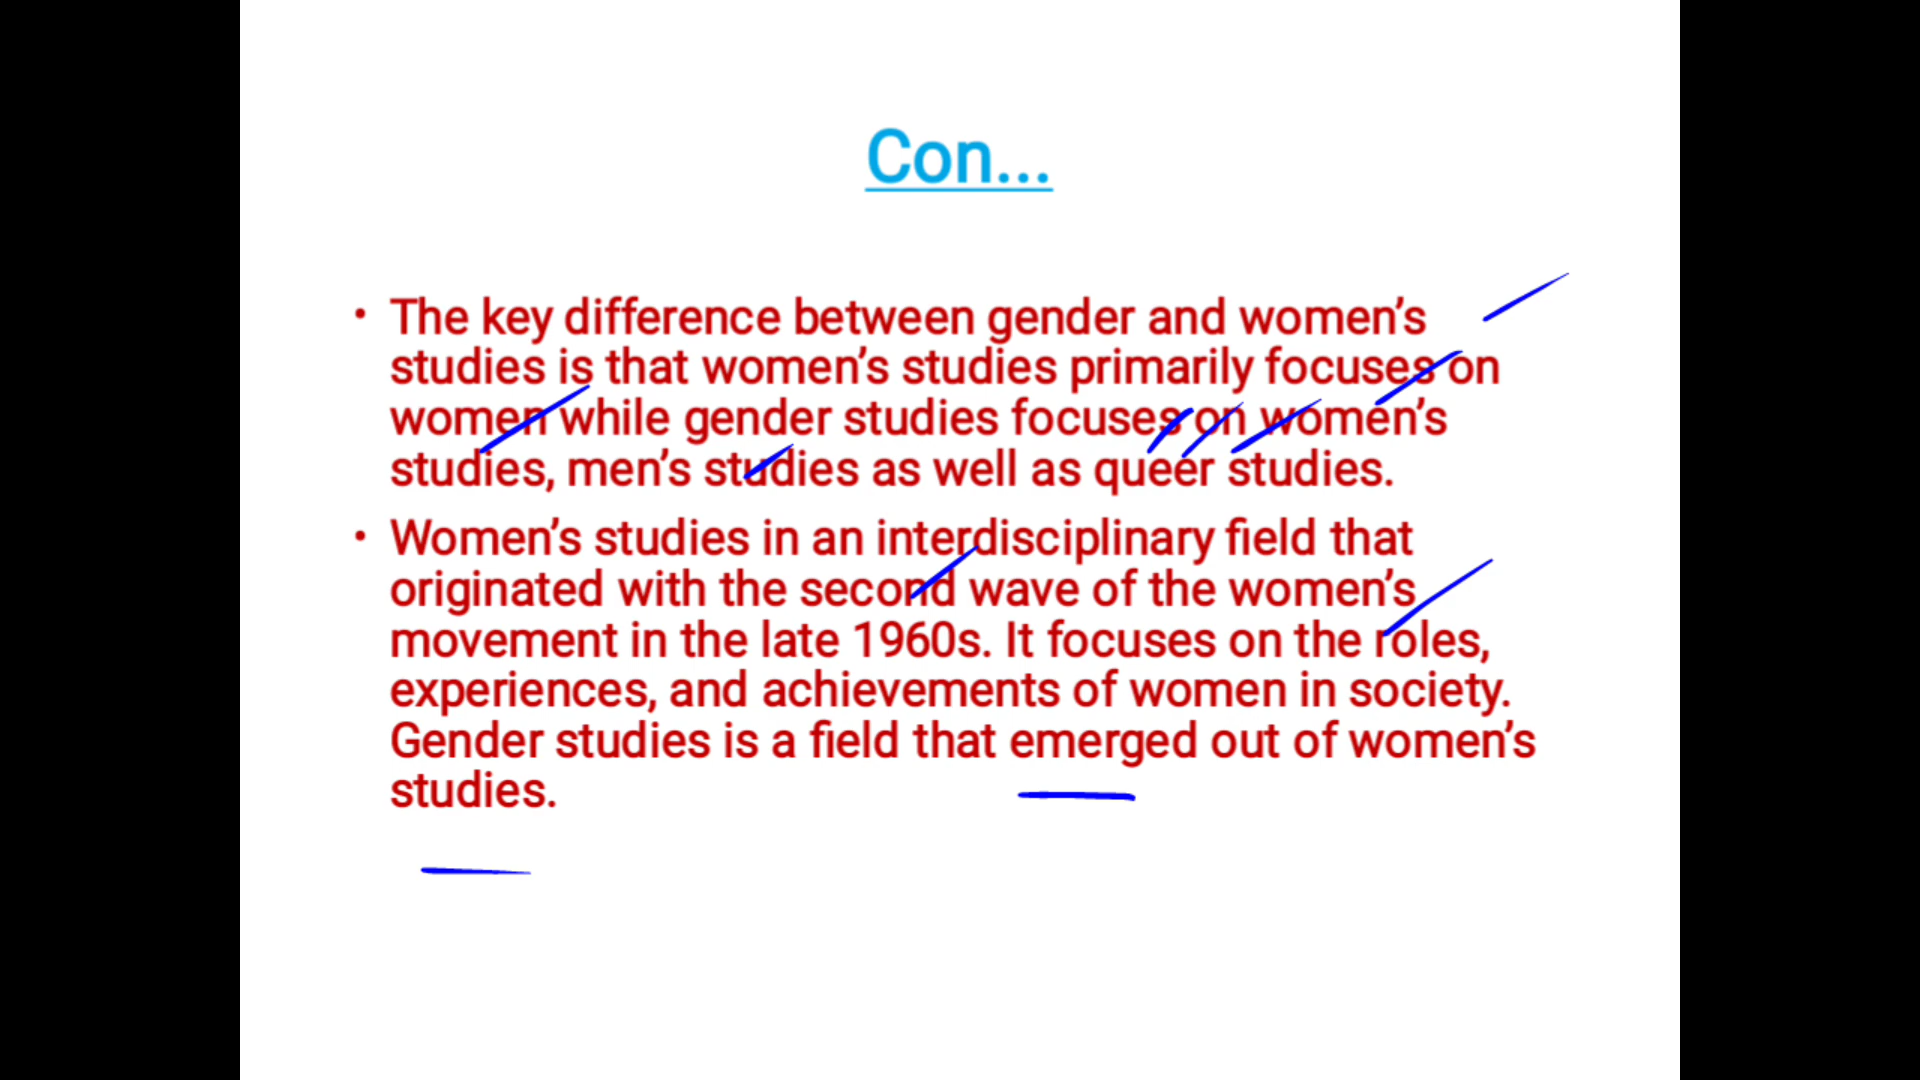 Con...
• The key difference between gender and women's
studies is that women's studies primarily focuses on
women while gender studies focuses on women's
studies, men's studies as well as queer studies.
• Women's studies in an interdisciplinary field that
originated with the second wave of the women's
movement in the late 1960s. It focuses on the roles,
experiences, and achievements of women in society.
Gender studies is a field that emerged out of women's
studies.